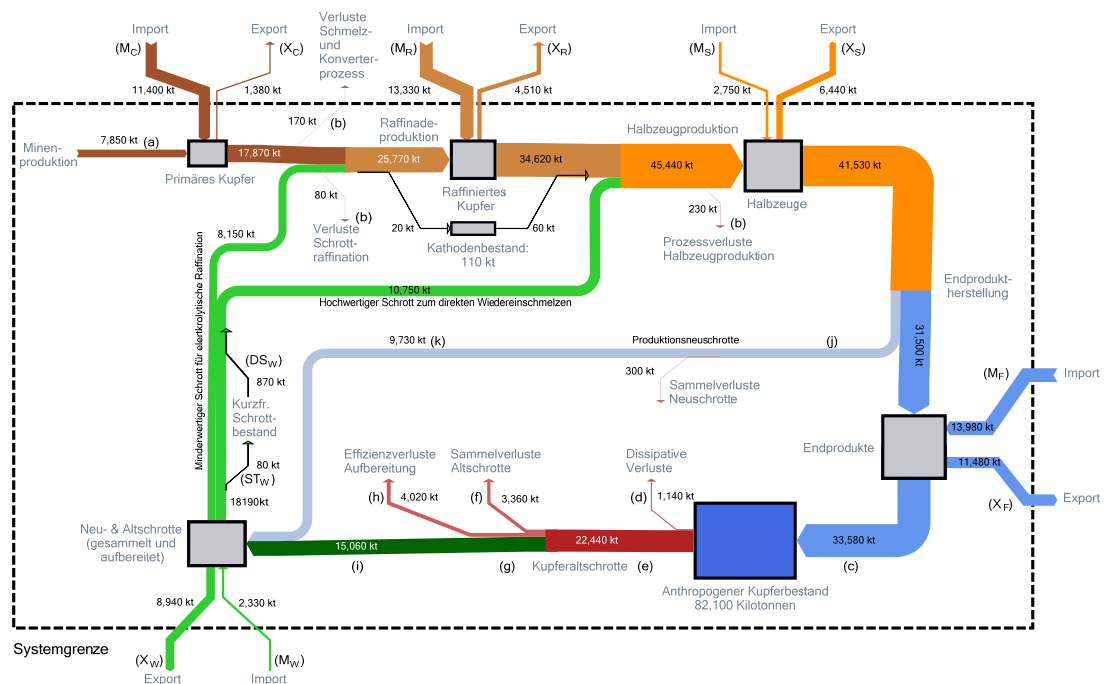 Import
Export
(M_C)
(X_C)
11,400 kt
1,380 kt
Verluste
Schmelz-
und
Konverter-
prozess
170 kt
(b)
Import
Export
(M_R)
(X_R)
13,330 kt
4,510 kt
Import
Export
(M_S)
(X_S)
2,750 kt
6,440 kt
Minen-
produktion
7,850 kt
(a)
Primäres Kupfer
17,870 kt
Raffinade-
produktion
25,770 kt
Raffiniertes
Kupfer
34,620 kt
Halbzeugproduktion
45,440 kt
Halbzeuge
41,530 kt
80 kt
(b)
Verluste
Schrott-
raffination
20 kt
60 kt
Kathodenbestand:
110 kt
230 kt
(b)
Prozessverluste
Halbzeugproduktion
8,150 kt
Minderwertiger Schrott für elertkrolytische Raffination
10,750 kt
Hochwertiger Schrott zum direkten Wiedereinschmelzen
Endprodukt-
herstellung
31,500 kt
9,730 kt
(k)
Produktionsneuschrotte
(j)
300 kt
Sammelverluste
Neuschrotte
(DS_W)
870 kt
Kurzfr.
Schrott-
bestand
80 kt
(ST_W)
18190kt
(M_F)
Import
13,980 kt
Endprodukte
11,480 kt
(X_F)
Export
Effizienzverluste
Aufbereitung
(h)
4,020 kt
Sammelverluste
Altschrotte
(f)
3,360 kt
Dissipative
Verluste
(d)
1,140 kt
Neu- & Altschrotte
(gesammelt und
aufbereitet)
15,060 kt
(i)
(g)
22,440 kt
Kupferaltschrotte
(e)
33,580 kt
(c)
Anthropogener Kupferbestand
82,100 Kilotonnen
8,940 kt
2,330 kt
Systemgrenze
(X_W)
(M_W)
Export
Import